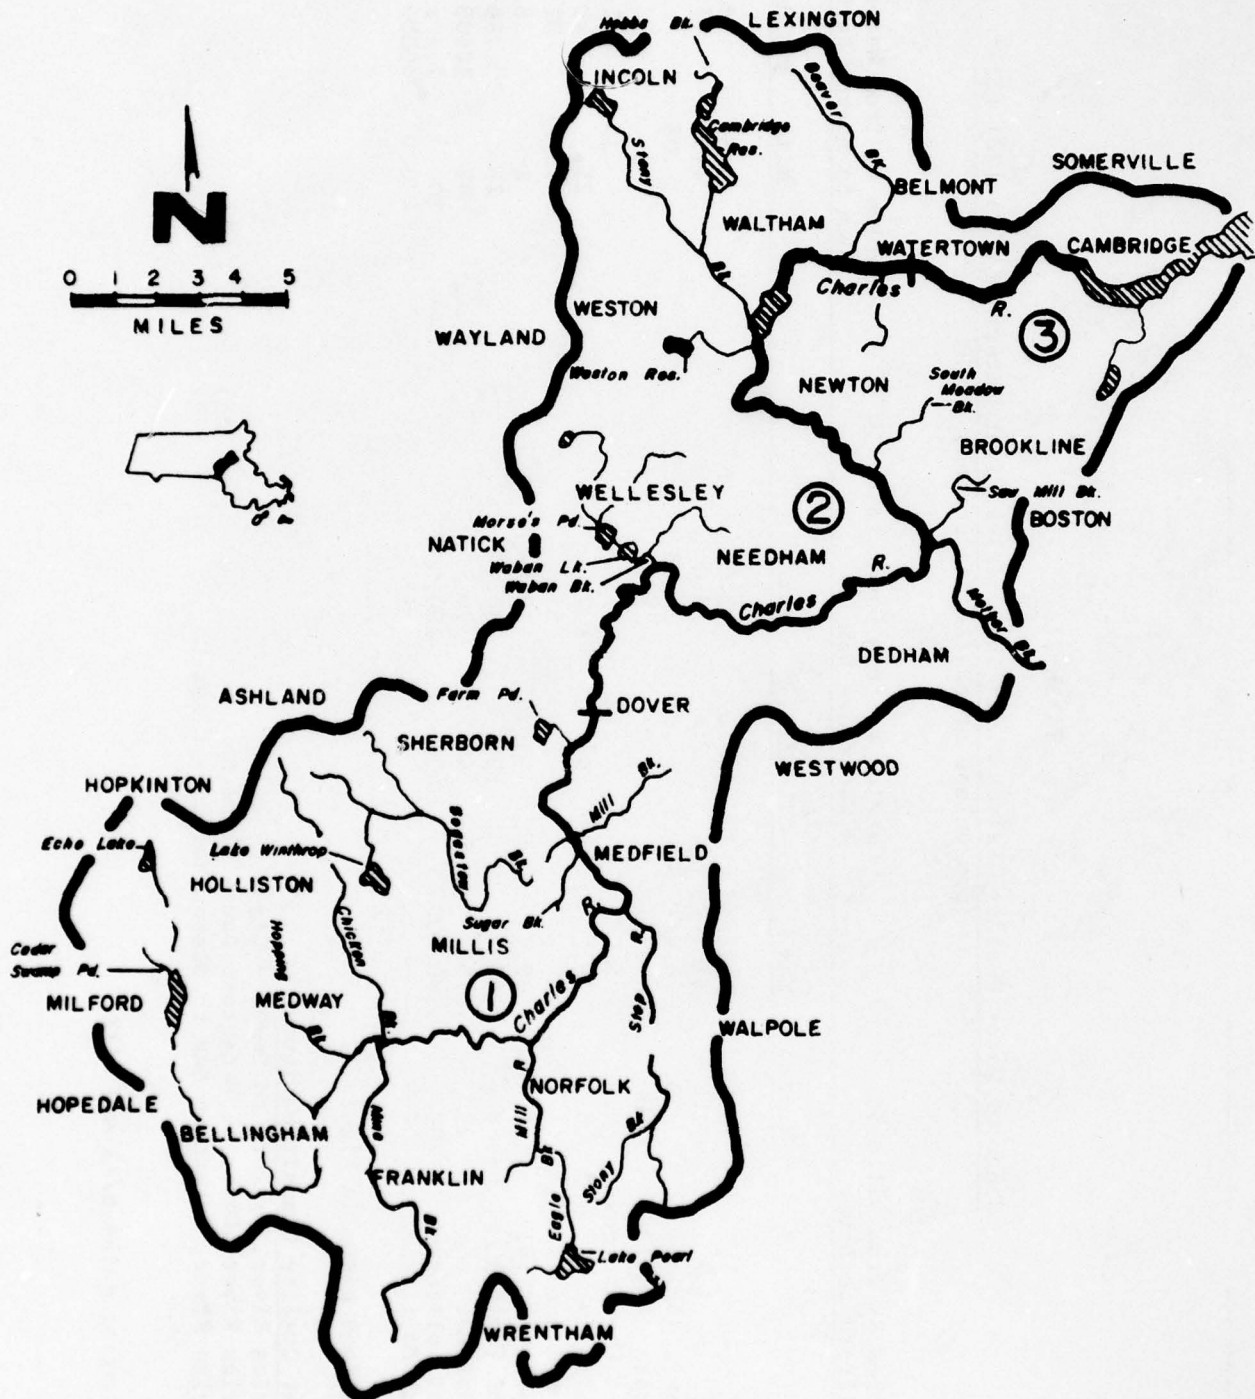 Hobbs Bk.
LEXINGTON
LINCOLN
Beaver
Bk.
Cambridge
Res.
Stony
Bk.
SOMERVILLE
BELMONT
N
WALTHAM
WATERTOWN
CAMBRIDGE
0 1 2 3 4 5
MILES
Charles
R.
WESTON
WAYLAND
3
Weston Res.
NEWTON
South
Meadow
Bk.
BROOKLINE
WELLESLEY
Saw Mill Bk.
2
BOSTON
Morse's Pd.
NATICK
NEEDHAM
Waban Lk.
Waban Bk.
R.
Charles
Mother Bk.
DEDHAM
ASHLAND
Farm Pd.
DOVER
SHERBORN
WESTWOOD
HOPKINTON
Mill
Bk.
Echo Lake
Lake Winthrop
Bogastow
Bk.
MEDFIELD
HOLLISTON
Chicken
Bk.
Sugar Bk.
R.
Hopping
Bk.
MILLIS
R.
Stop
Cedar
Swamp Pd.
MILFORD
MEDWAY
1
Charles
WALPOLE
R.
Mill
NORFOLK
HOPEDALE
BELLINGHAM
Mine
Bk.
Stony
Bk
FRANKLIN
Bk
Eagle
Lake Pearl
WRENTHAM